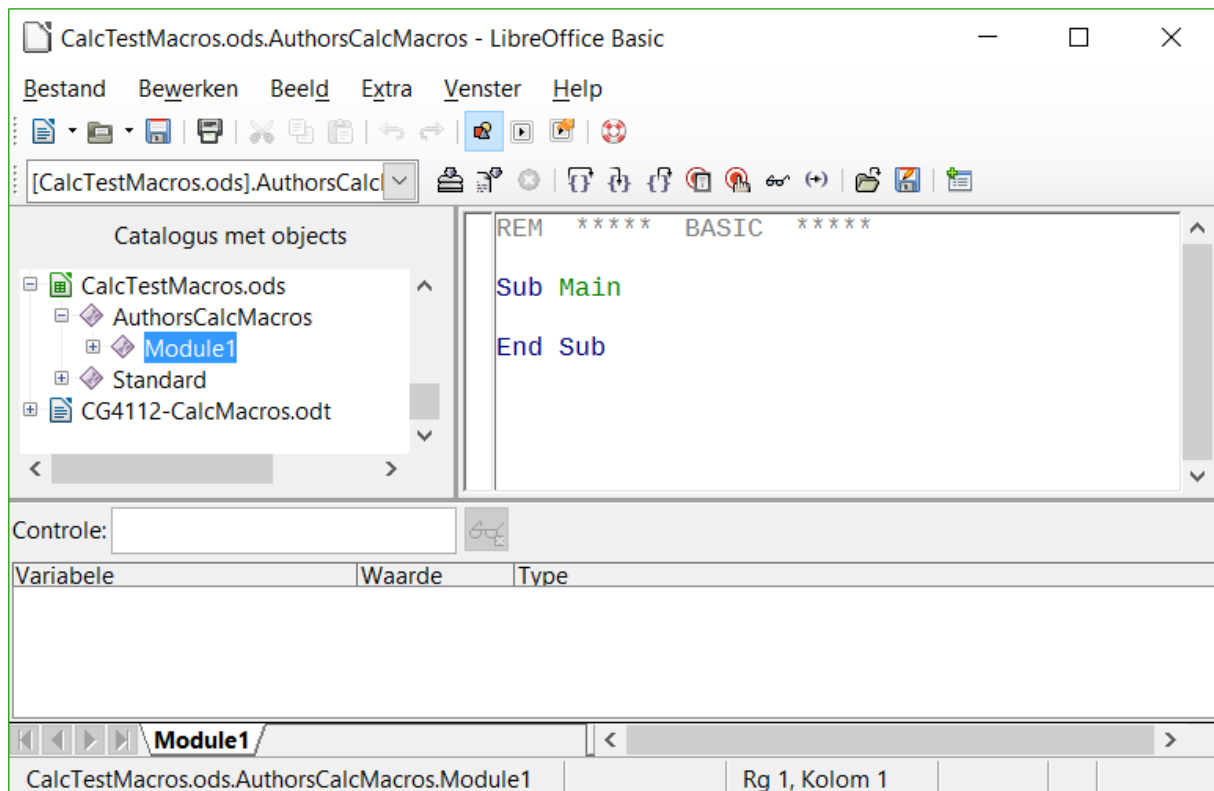 CalcTestMacros.ods.AuthorsCalcMacros - LibreOffice Basic
Bestand Bewerken Beeld Extra Venster Help
[CalcTestMacros.ods].AuthorsCalcl
Catalogus met objects
CalcTestMacros.ods
AuthorsCalcMacros
Module1
Standard
CG4112-CalcMacros.odt
REM ***** BASIC *****
Sub Main
End Sub
Controle:
Variabele Waarde Type
Module1
CalcTestMacros.ods.AuthorsCalcMacros.Module1 Rg 1, Kolom 1